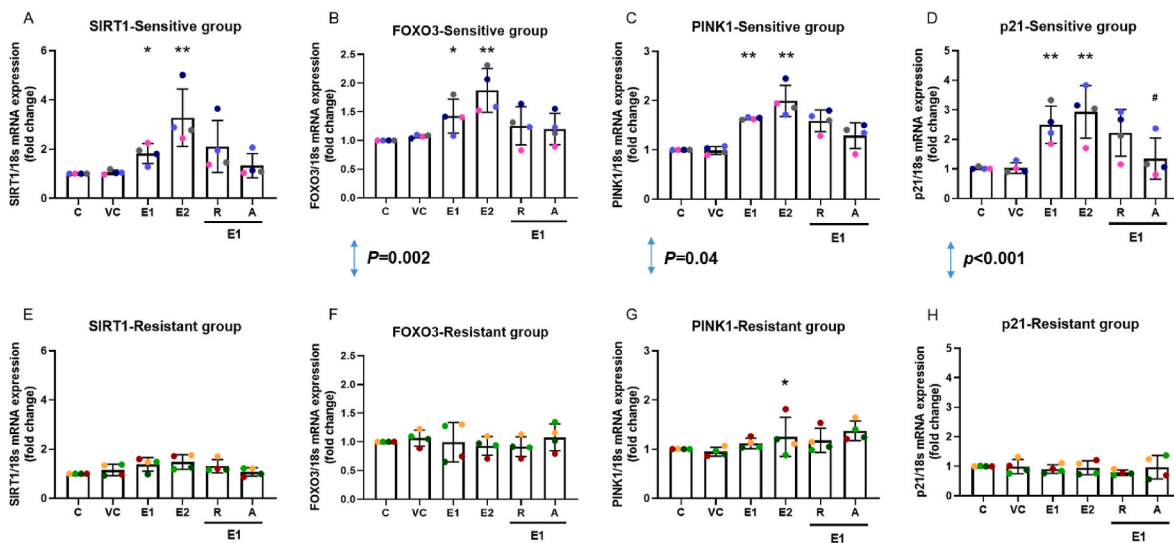 A
SIRT1-Sensitive group
SIRT1/18s mRNA expression
(fold change)
6
4
2
0
* **
C VC E1 E2 R A
E1
B
FOXO3-Sensitive group
FOXO3/18s mRNA expression
(fold change)
2.5
2.0
1.5
1.0
0.5
0.0
* **
C VC E1 E2 R A
E1
P=0.002
C
PINK1-Sensitive group
PINK1/18s mRNA expression
(fold change)
3
2
1
0
** **
C VC E1 E2 R A
E1
P=0.04
D
p21-Sensitive group
p21/18s mRNA expression
(fold change)
5
4
3
2
1
0
** ** #
C VC E1 E2 R A
E1
p<0.001
E
SIRT1-Resistant group
SIRT1/18s mRNA expression
(fold change)
6
4
2
0
C VC E1 E2 R A
E1
F
FOXO3-Resistant group
FOXO3/18s mRNA expression
(fold change)
2.5
2.0
1.5
1.0
0.5
0.0
C VC E1 E2 R A
E1
G
PINK1-Resistant group
PINK1/18s mRNA expression
(fold change)
3
2
1
0
*
C VC E1 E2 R A
E1
H
p21-Resistant group
p21/18s mRNA expression
(fold change)
5
4
3
2
1
0
C VC E1 E2 R A
E1